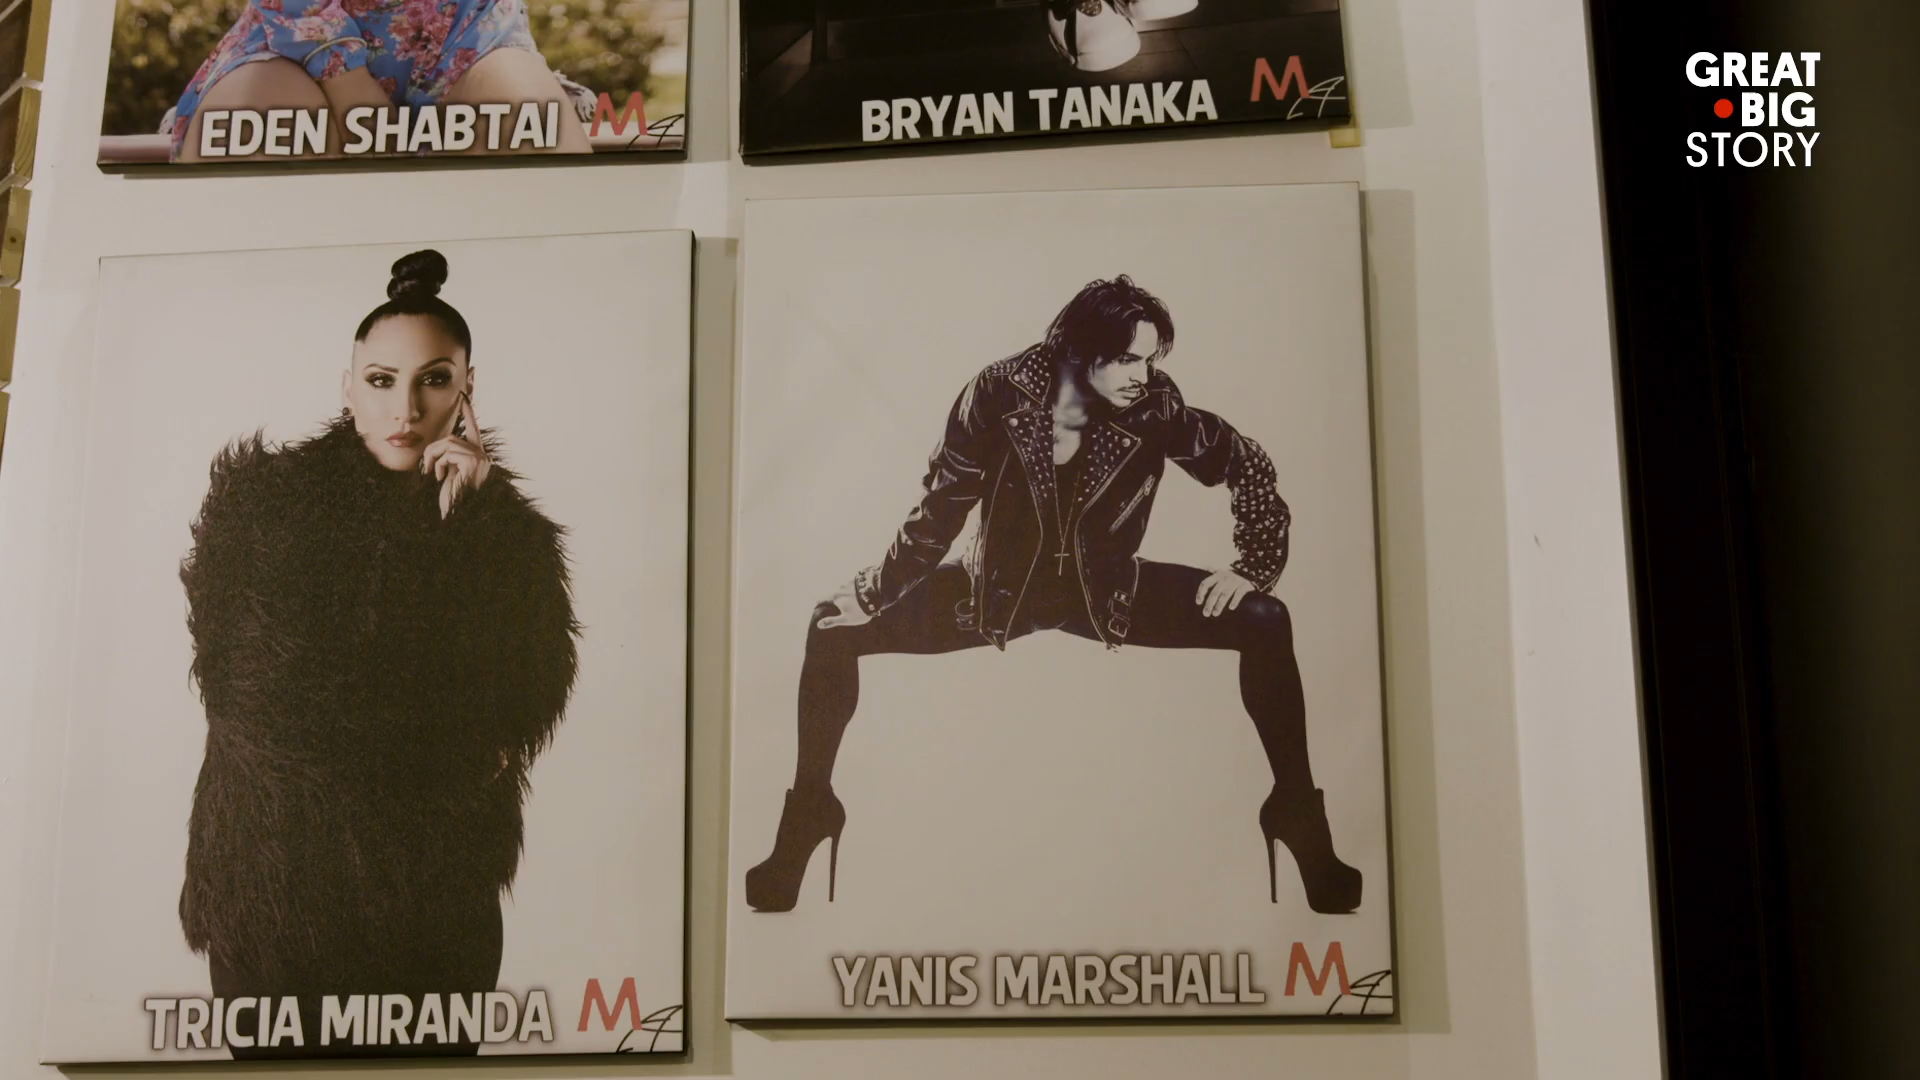 EDEN SHABTAI M
BRYAN TANAKA M
GREAT
BIG
STORY
TRICIA MIRANDA M
YANIS MARSHALL M